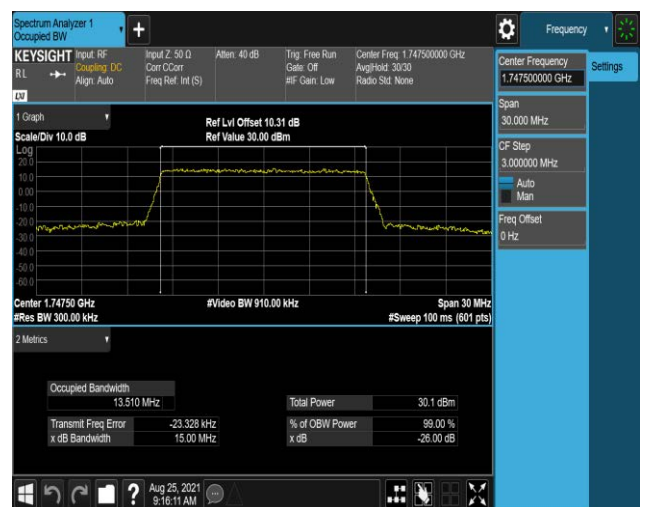 Spectrum Analyzer 1
Occupied BW
Frequency
KEYSIGHT
RL
LXI
Input: RF
Coupling: DC
Align: Auto
Input Z: 50 Ω
Corr CCorr
Freq Ref: Int (S)
Atten: 40 dB
Trig: Free Run
Gate: Off
#IF Gain: Low
Center Freq: 1.747500000 GHz
Avg|Hold: 30/30
Radio Std: None
Center Frequency
1.747500000 GHz
Settings
Span
30.000 MHz
CF Step
3.000000 MHz
Auto
Man
Freq Offset
0 Hz
1 Graph
Scale/Div 10.0 dB
Ref Lvl Offset 10.31 dB
Ref Value 30.00 dBm
Log
20.0
10.0
0.00
-10.0
-20.0
-30.0
-40.0
-50.0
-60.0
Center 1.74750 GHz
#Video BW 910.00 kHz
Span 30 MHz
#Res BW 300.00 kHz
#Sweep 100 ms (601 pts)
2 Metrics
Occupied Bandwidth
13.510 MHz
Total Power 30.1 dBm
Transmit Freq Error -23.328 kHz
% of OBW Power 99.00 %
x dB Bandwidth 15.00 MHz
x dB -26.00 dB
?
Aug 25, 2021
9:16:11 AM